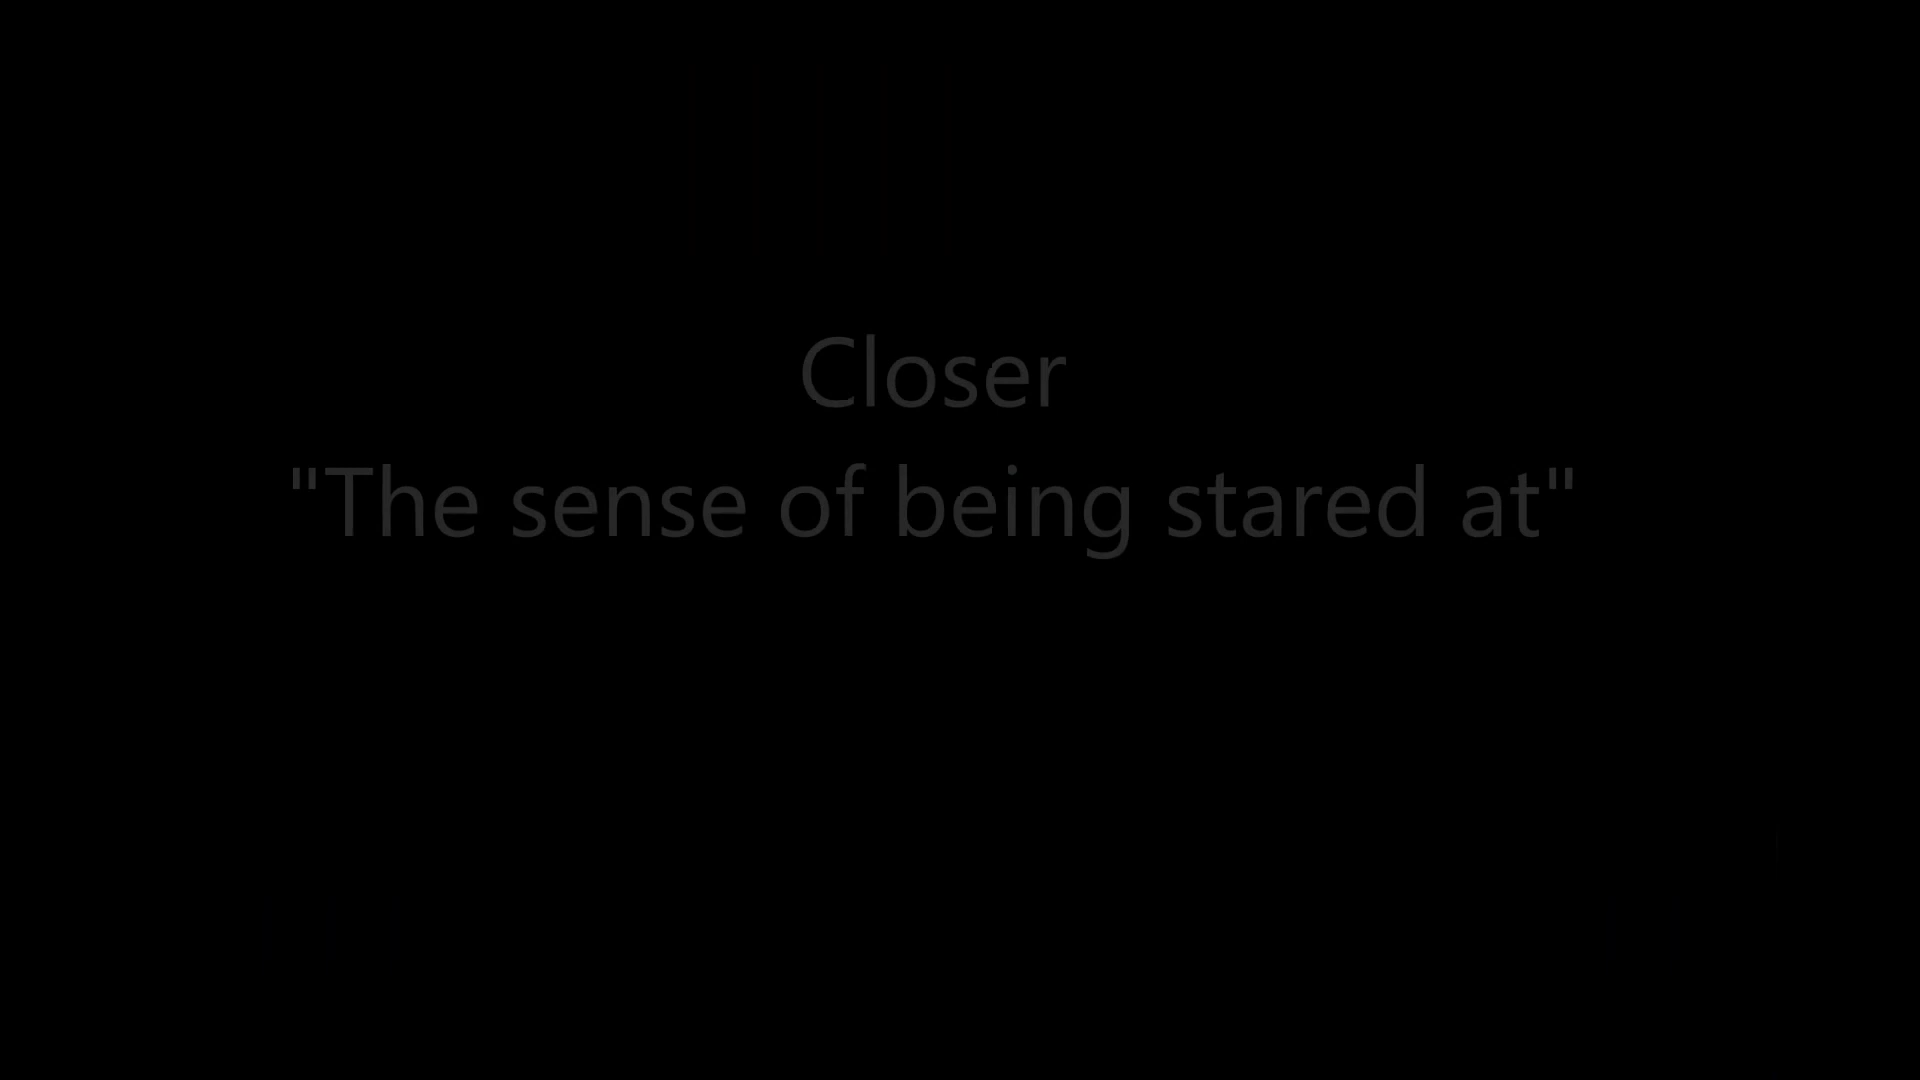 Closer
"The sense of being stared at"